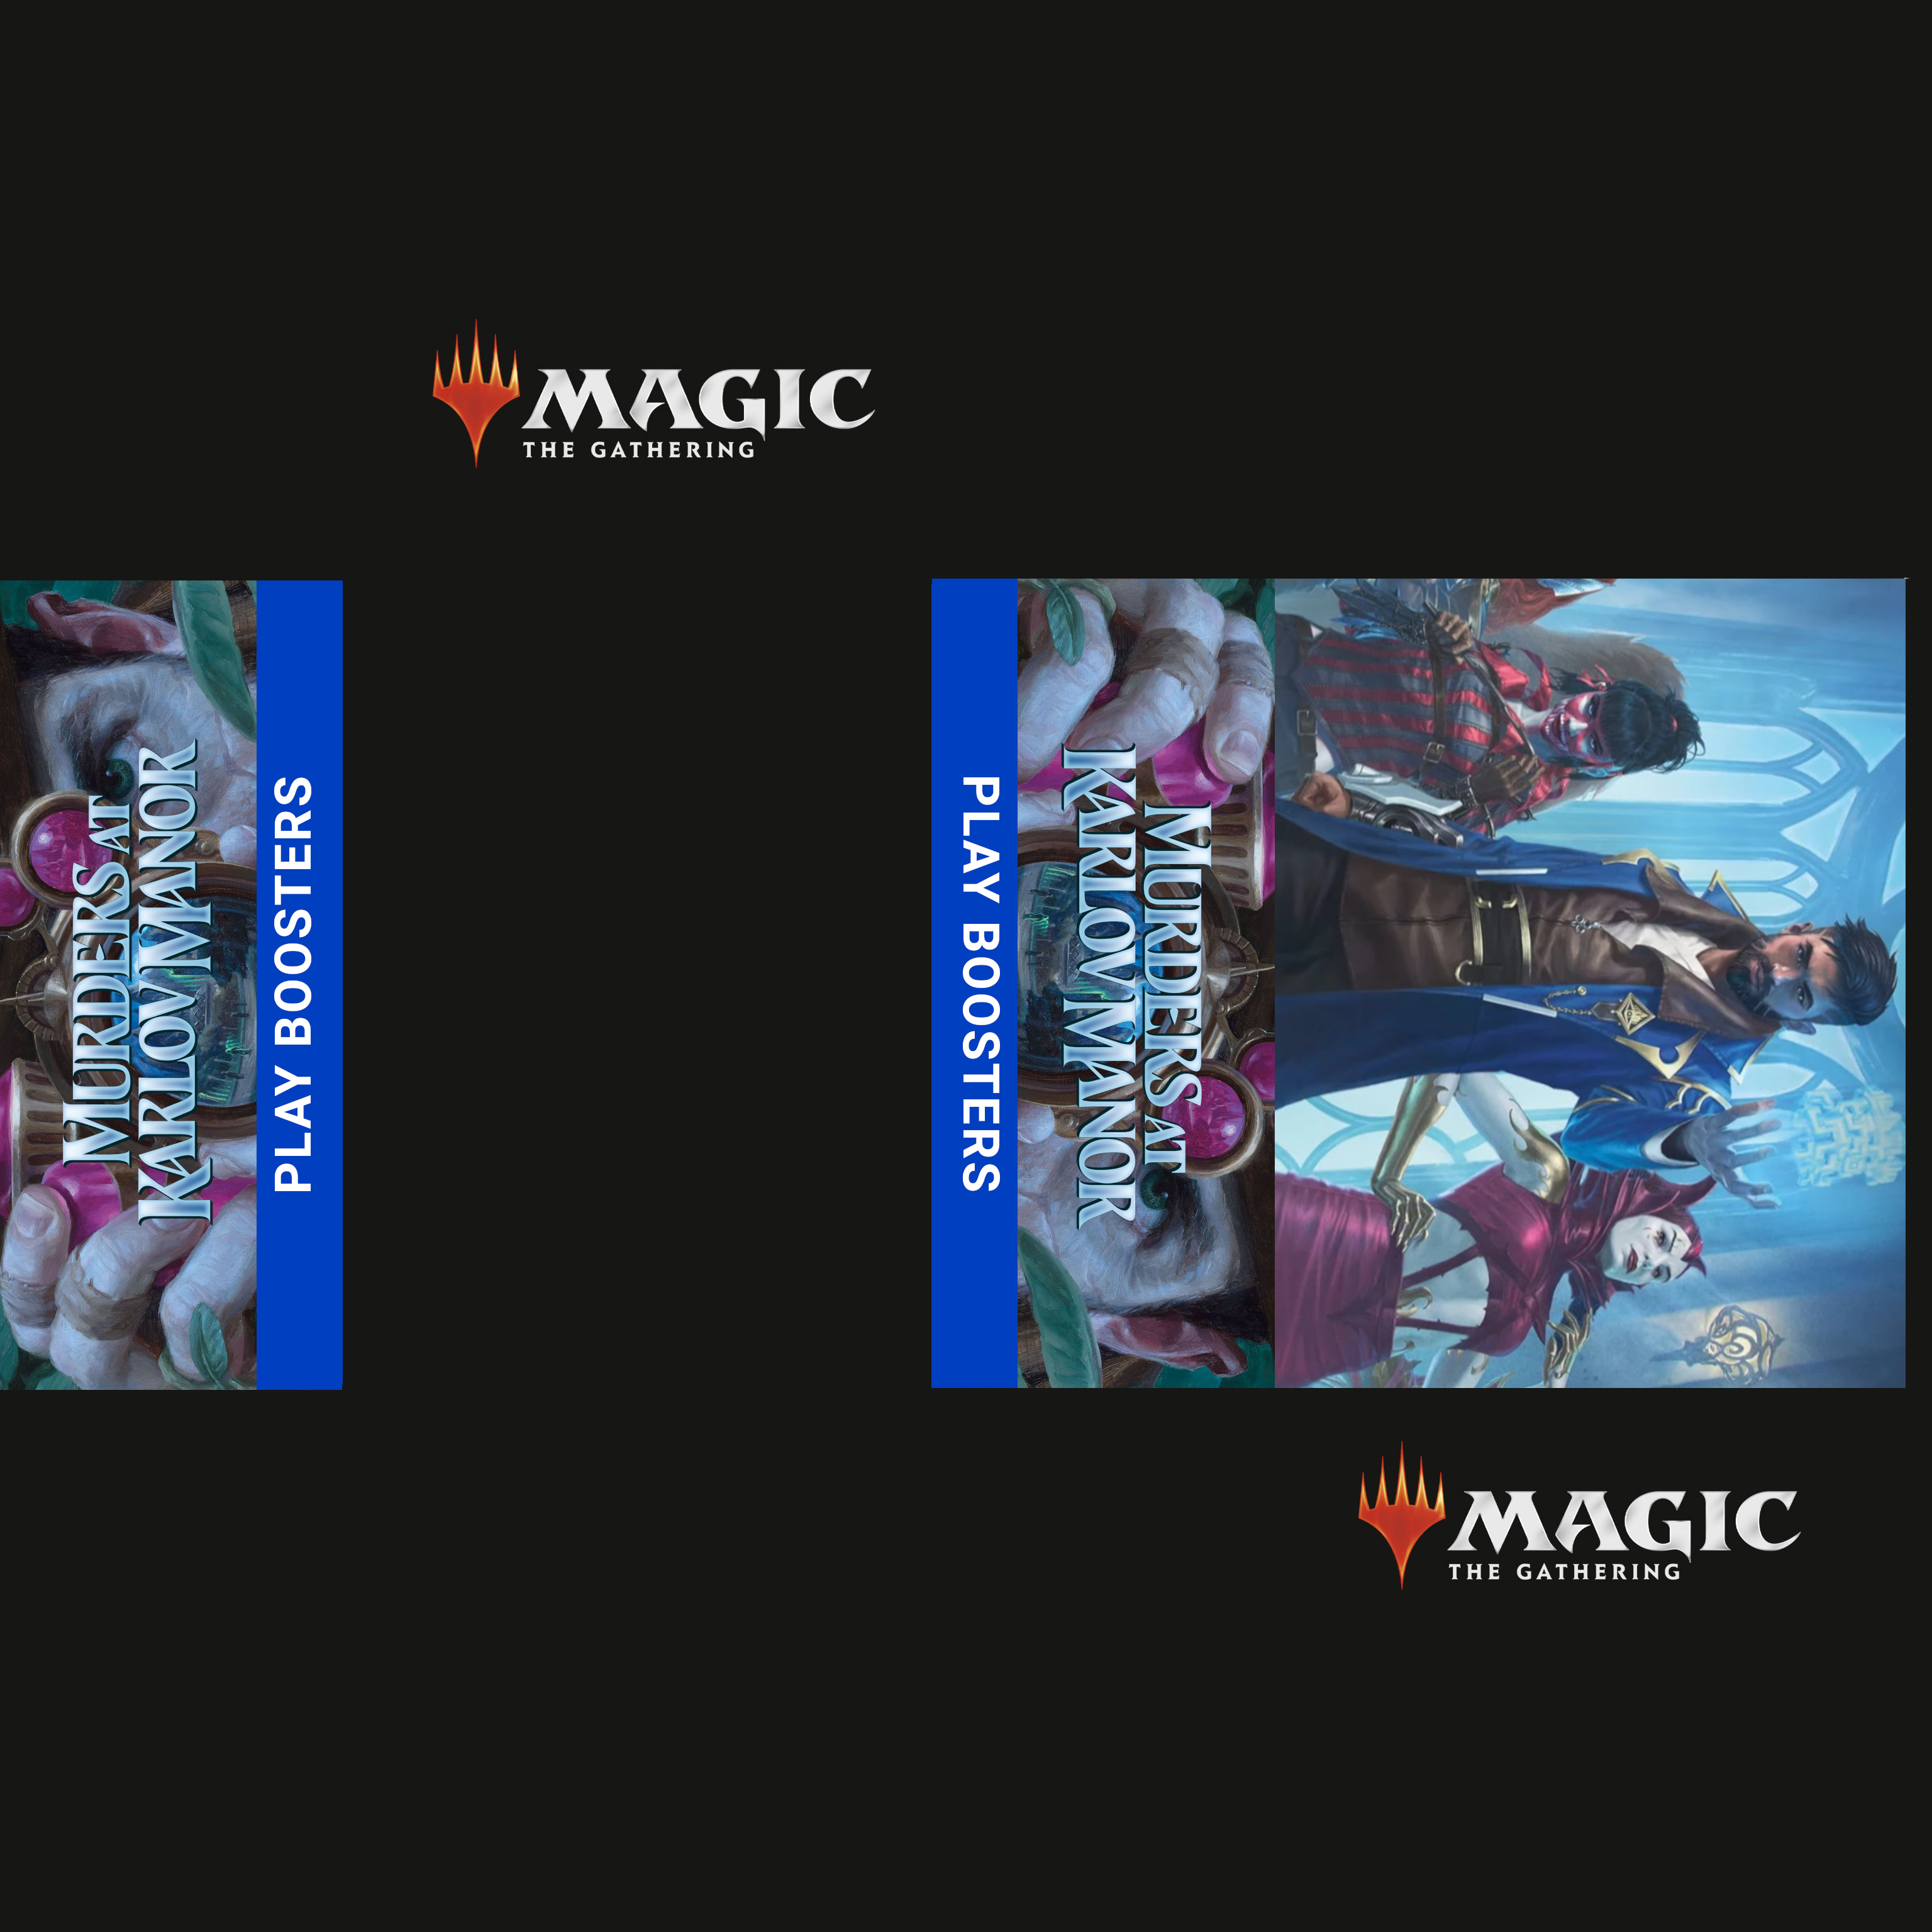 MAGIC
THE GATHERING
MURDERS AT
KARLOV MANOR
PLAY BOOSTERS
PLAY BOOSTERS
MURDERS AT
KARLOV MANOR
MAGIC
THE GATHERING